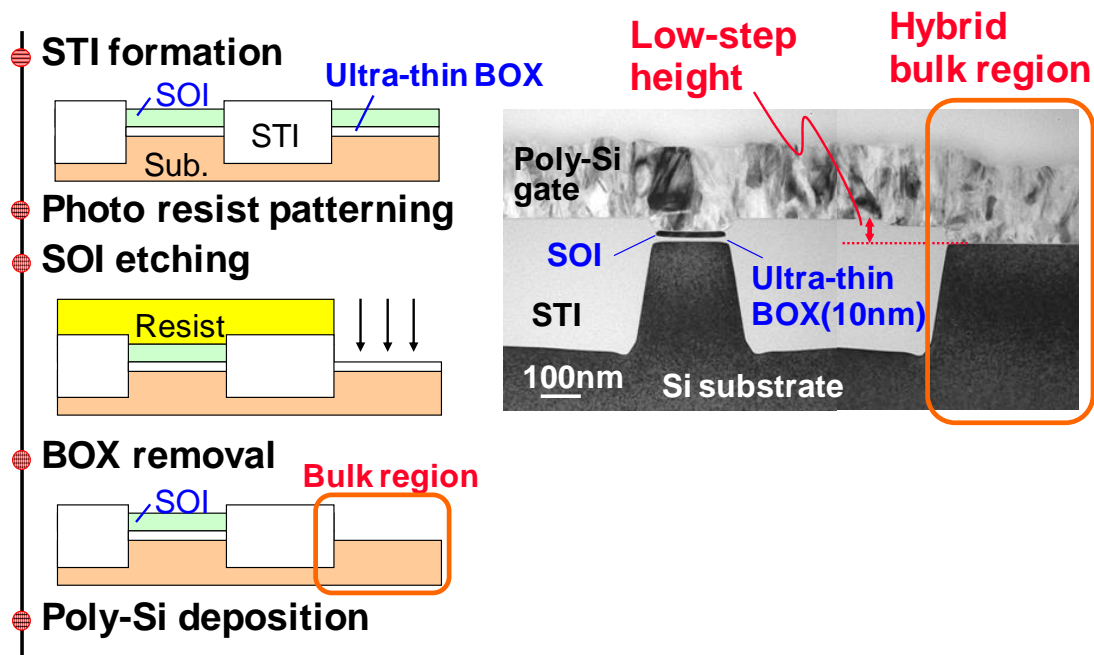 STI formation
SOI
Ultra-thin BOX
STI
Sub.
Photo resist patterning
SOI etching
Resist
BOX removal
Bulk region
SOI
Poly-Si deposition
Low-step
height
Hybrid
bulk region
Poly-Si
gate
SOI
Ultra-thin
BOX(10nm)
STI
100nm
Si substrate